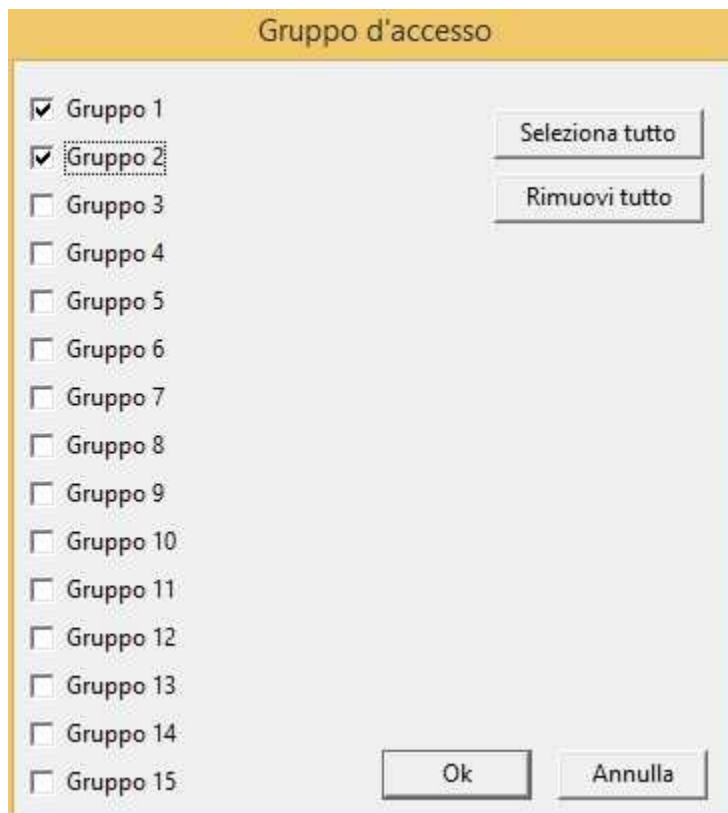 Gruppo d'accesso
Gruppo 1
Gruppo 2
Gruppo 3
Gruppo 4
Gruppo 5
Gruppo 6
Gruppo 7
Gruppo 8
Gruppo 9
Gruppo 10
Gruppo 11
Gruppo 12
Gruppo 13
Gruppo 14
Gruppo 15
Seleziona tutto
Rimuovi tutto
Ok
Annulla